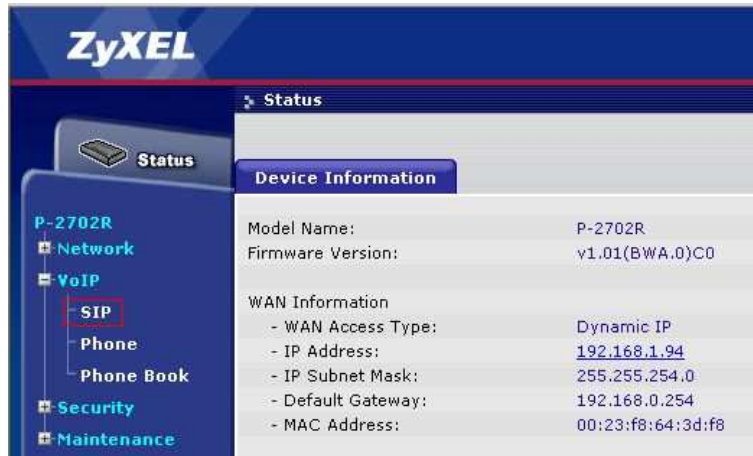 ZyXEL
Status
Status
Device Information
P-2702R
Network
VoIP
SIP
Phone
Phone Book
Security
Maintenance
Model Name: P-2702R
Firmware Version: v1.01(BWA.0)C0
WAN Information
- WAN Access Type: Dynamic IP
- IP Address: 192.168.1.94
- IP Subnet Mask: 255.255.254.0
- Default Gateway: 192.168.0.254
- MAC Address: 00:23:f8:64:3d:f8